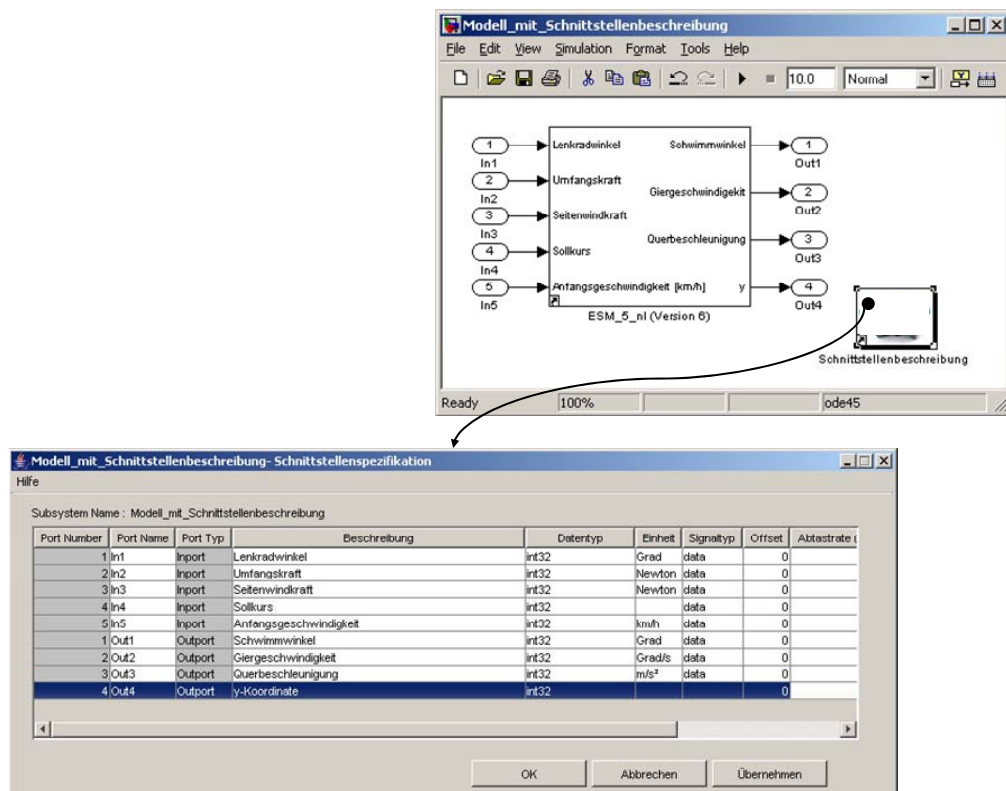 Modell_mit_Schnittstellenbeschreibung
File Edit View Simulation Format Tools Help
10.0 Normal
1 Lenkradwinkel Schwimmwinkel 1
In1 Out1
2 Umfangskraft Giergeschwindigekit 2
In2 Out2
3 Seitenwindkraft Querbeschleunigung 3
In3 Out3
4 Sollkurs
In4
5 Anfangsgeschwindigkeit [km/h] y 4
In5 Out4
ESM_5_nl (Version 6)
Schnittstellenbeschreibung
Ready 100% ode45
Modell_mit_Schnittstellenbeschreibung- Schnittstellenspezifikation
Hilfe
Subsystem Name : Modell_mit_Schnittstellenbeschreibung
Port Number Port Name Port Typ Beschreibung Datentyp Einheit Signaltyp Offset Abtastrate (
1 In1 Inport Lenkradwinkel int32 Grad data 0
2 In2 Inport Umfangskraft int32 Newton data 0
3 In3 Inport Seitenwindkraft int32 Newton data 0
4 In4 Inport Sollkurs int32 data 0
5 In5 Inport Anfangsgeschwindigkeit int32 km/h data 0
1 Out1 Outport Schwimmwinkel int32 Grad data 0
2 Out2 Outport Giergeschwindigkeit int32 Grad/s data 0
3 Out3 Outport Querbeschleunigung int32 m/s² data 0
4 Out4 Outport y-Koordinate int32 0
OK Abbrechen Übernehmen